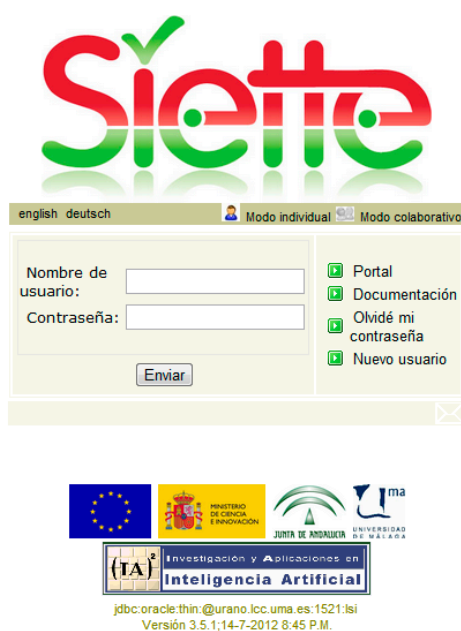 Siette
english deutsch Modo individual Modo colaborativo
Nombre de
usuario:
Contraseña:
Enviar
Portal
Documentación
Olvidé mi
contraseña
Nuevo usuario
MINISTERIO
DE CIENCIA
E INNOVACIÓN
JUNTA DE ANDALUCIA
uma
UNIVERSIDAD
DE MÁLAGA
(IA)2
Investigación y Aplicaciones en
Inteligencia Artificial
jdbc:oracle:thin:@urano.lcc.uma.es:1521:lsi
Versión 3.5.1;14-7-2012 8:45 P.M.